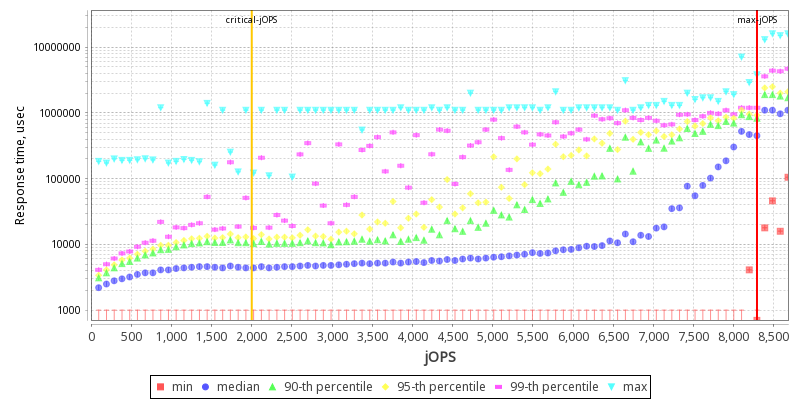 critical-jOPS max-jOPS
10000000
1000000
100000
10000
1000
Response time, usec
0 500 1,000 1,500 2,000 2,500 3,000 3,500 4,000 4,500 5,000 5,500 6,000 6,500 7,000 7,500 8,000 8,500
jOPS
min median 90-th percentile 95-th percentile 99-th percentile max